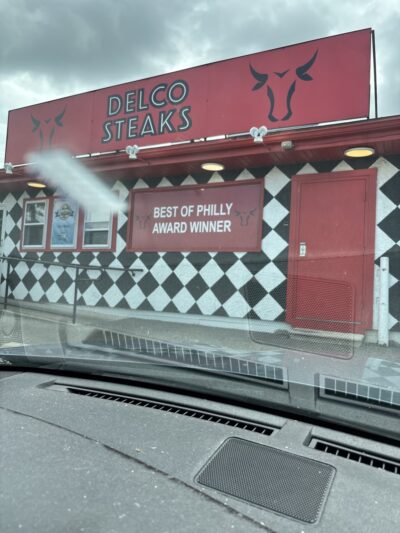 DELCO
STEAKS
BEST OF PHILLY
AWARD WINNER